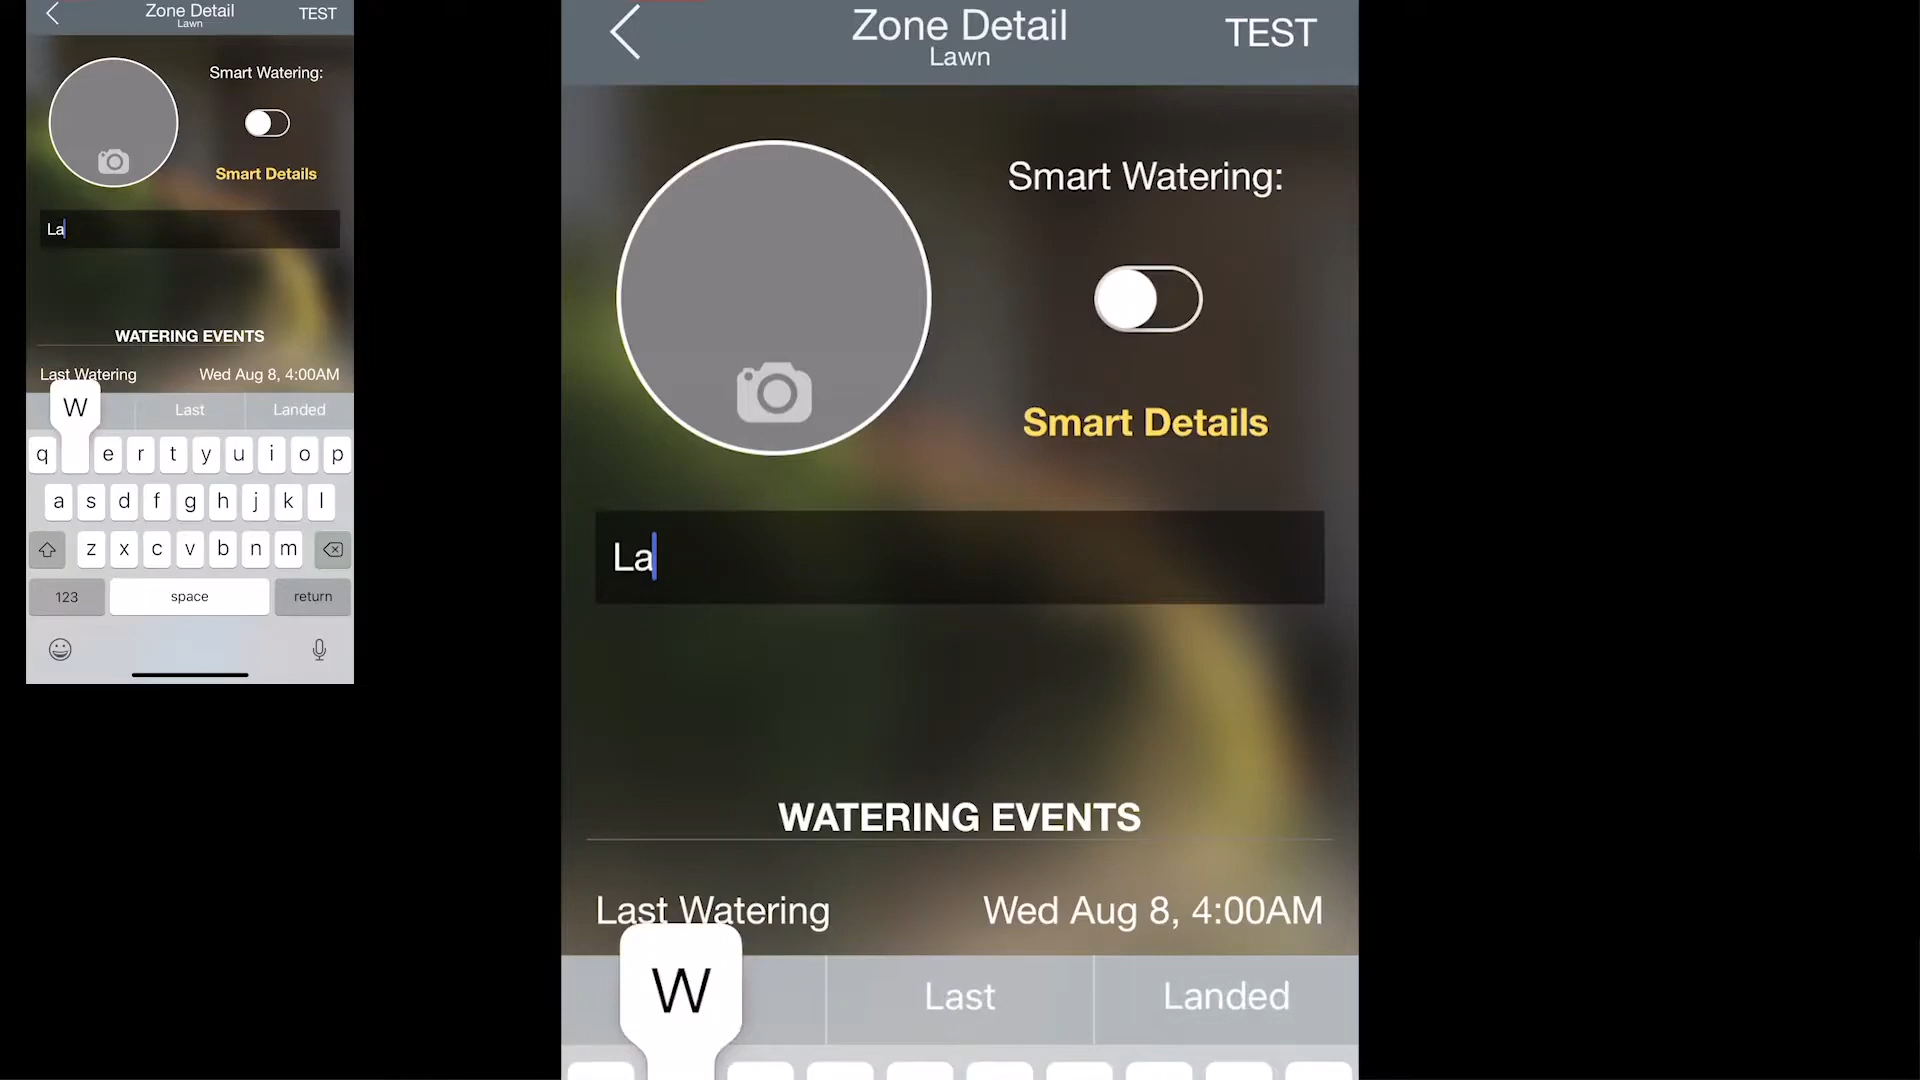 Zone Detail
Lawn
TEST
Smart Watering:
Smart Details
La
WATERING EVENTS
Last Watering
Wed Aug 8, 4:00AM
W
Last
Landed
q e r t y u i o p
a s d f g h j k l
z x c v b n m
123
space
return
Zone Detail
Lawn
TEST
Smart Watering:
Smart Details
La
WATERING EVENTS
Last Watering
Wed Aug 8, 4:00AM
W
Last
Landed